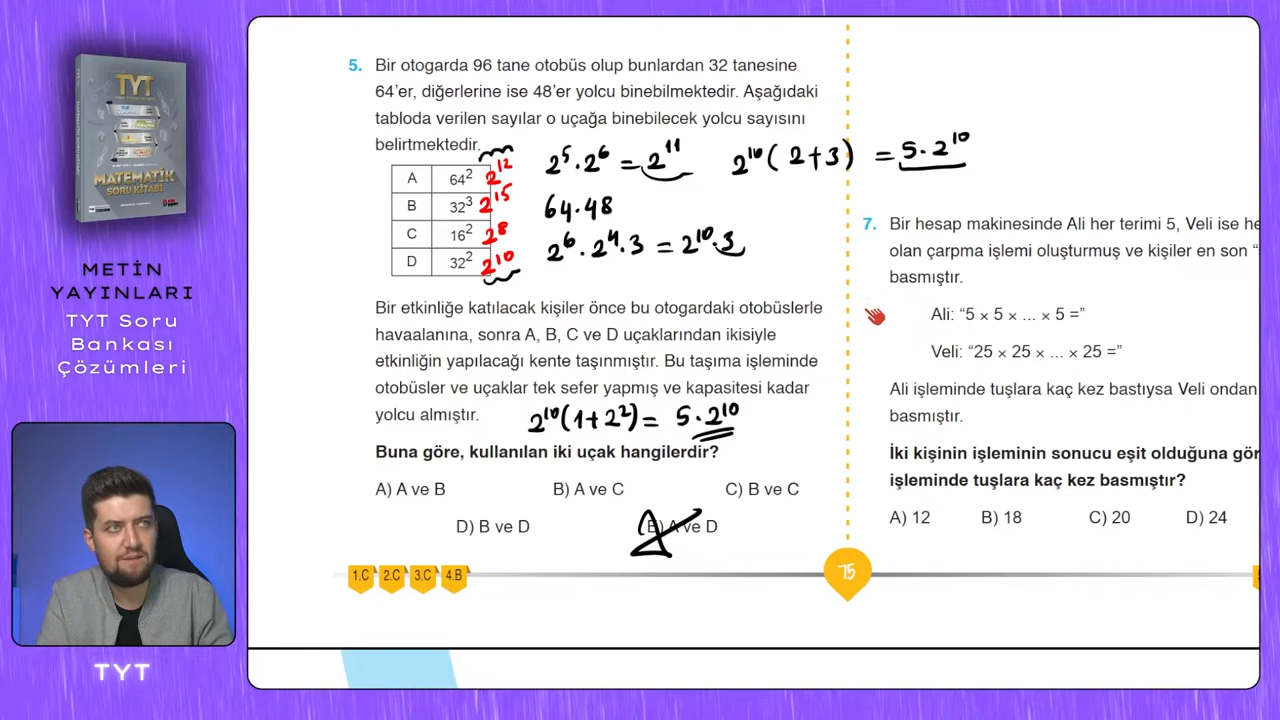 TYT
MATEMATİK
SORU KİTABI
METİN
YAYINLARI
TYT Soru
Bankası
Çözümleri
TYT
5. Bir otogarda 96 tane otobüs olup bunlardan 32 tanesine
64'er, diğerlerine ise 48'er yolcu binebilmektedir. Aşağıdaki
tabloda verilen sayılar o uçağa binebilecek yolcu sayısını
belirtmektedir.
A 64² 2¹²
B 32³ 2¹⁵
C 16² 2⁸
D 32² 2¹⁰
2⁵·2⁶ = 2¹¹
64·48
2⁶·2⁴·3 = 2¹⁰·3
2¹⁰(2+3) = 5·2¹⁰
Bir etkinliğe katılacak kişiler önce bu otogardaki otobüslerle
havaalanına, sonra A, B, C ve D uçaklarından ikisiyle
etkinliğin yapılacağı kente taşınmıştır. Bu taşıma işleminde
otobüsler ve uçaklar tek sefer yapmış ve kapasitesi kadar
yolcu almıştır.
2¹⁰(1+2²) = 5·2¹⁰
Buna göre, kullanılan iki uçak hangilerdir?
A) A ve B B) A ve C C) B ve C
D) B ve D E) A ve D
1.C 2.C 3.C 4.B
75
7. Bir hesap makinesinde Ali her terimi 5, Veli ise he
olan çarpma işlemi oluşturmuş ve kişiler en son "
basmıştır.
Ali: "5 × 5 × ... × 5 ="
Veli: "25 × 25 × ... × 25 ="
Ali işleminde tuşlara kaç kez bastıysa Veli ondan
basmıştır.
İki kişinin işleminin sonucu eşit olduğuna gör
işleminde tuşlara kaç kez basmıştır?
A) 12 B) 18 C) 20 D) 24